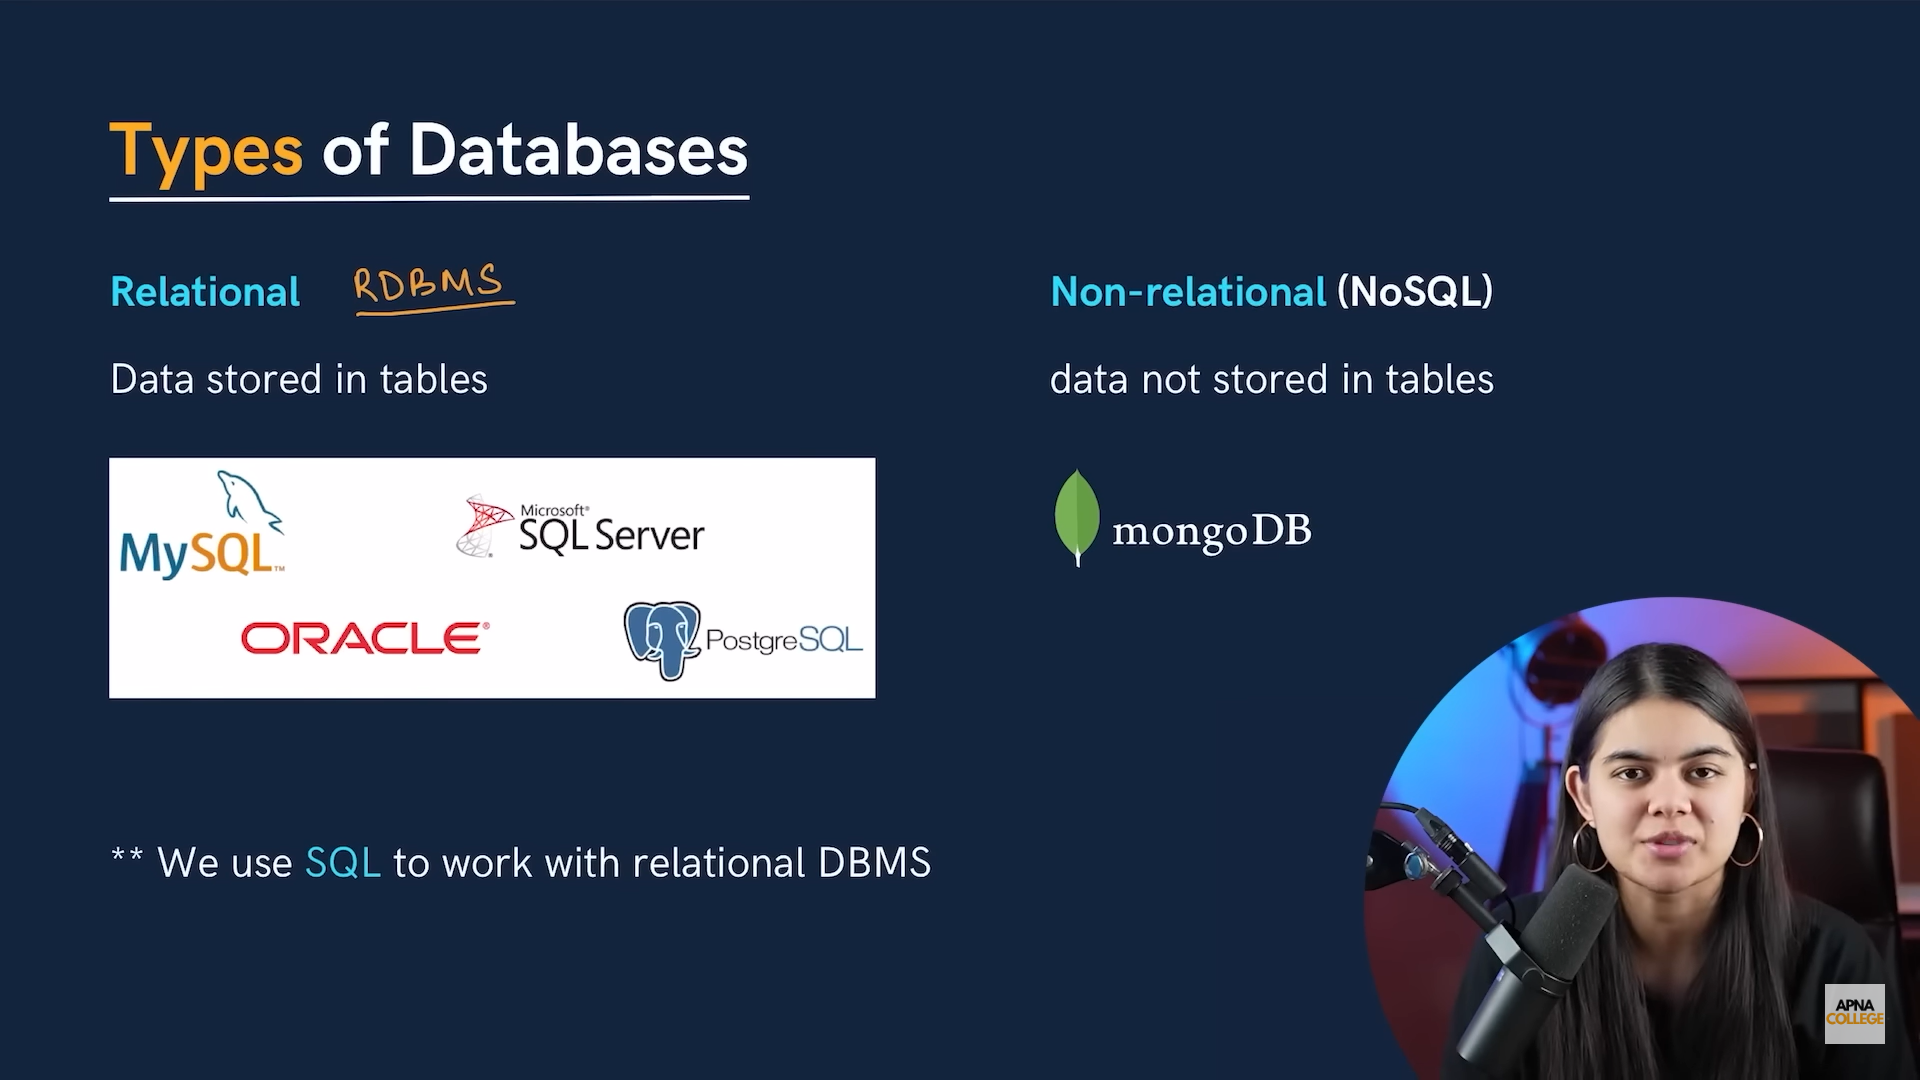 Types of Databases
Relational RDBMS
Data stored in tables
MySQL™
Microsoft®
SQL Server
ORACLE®
PostgreSQL
Non-relational (NoSQL)
data not stored in tables
mongoDB
** We use SQL to work with relational DBMS
APNA
COLLEGE